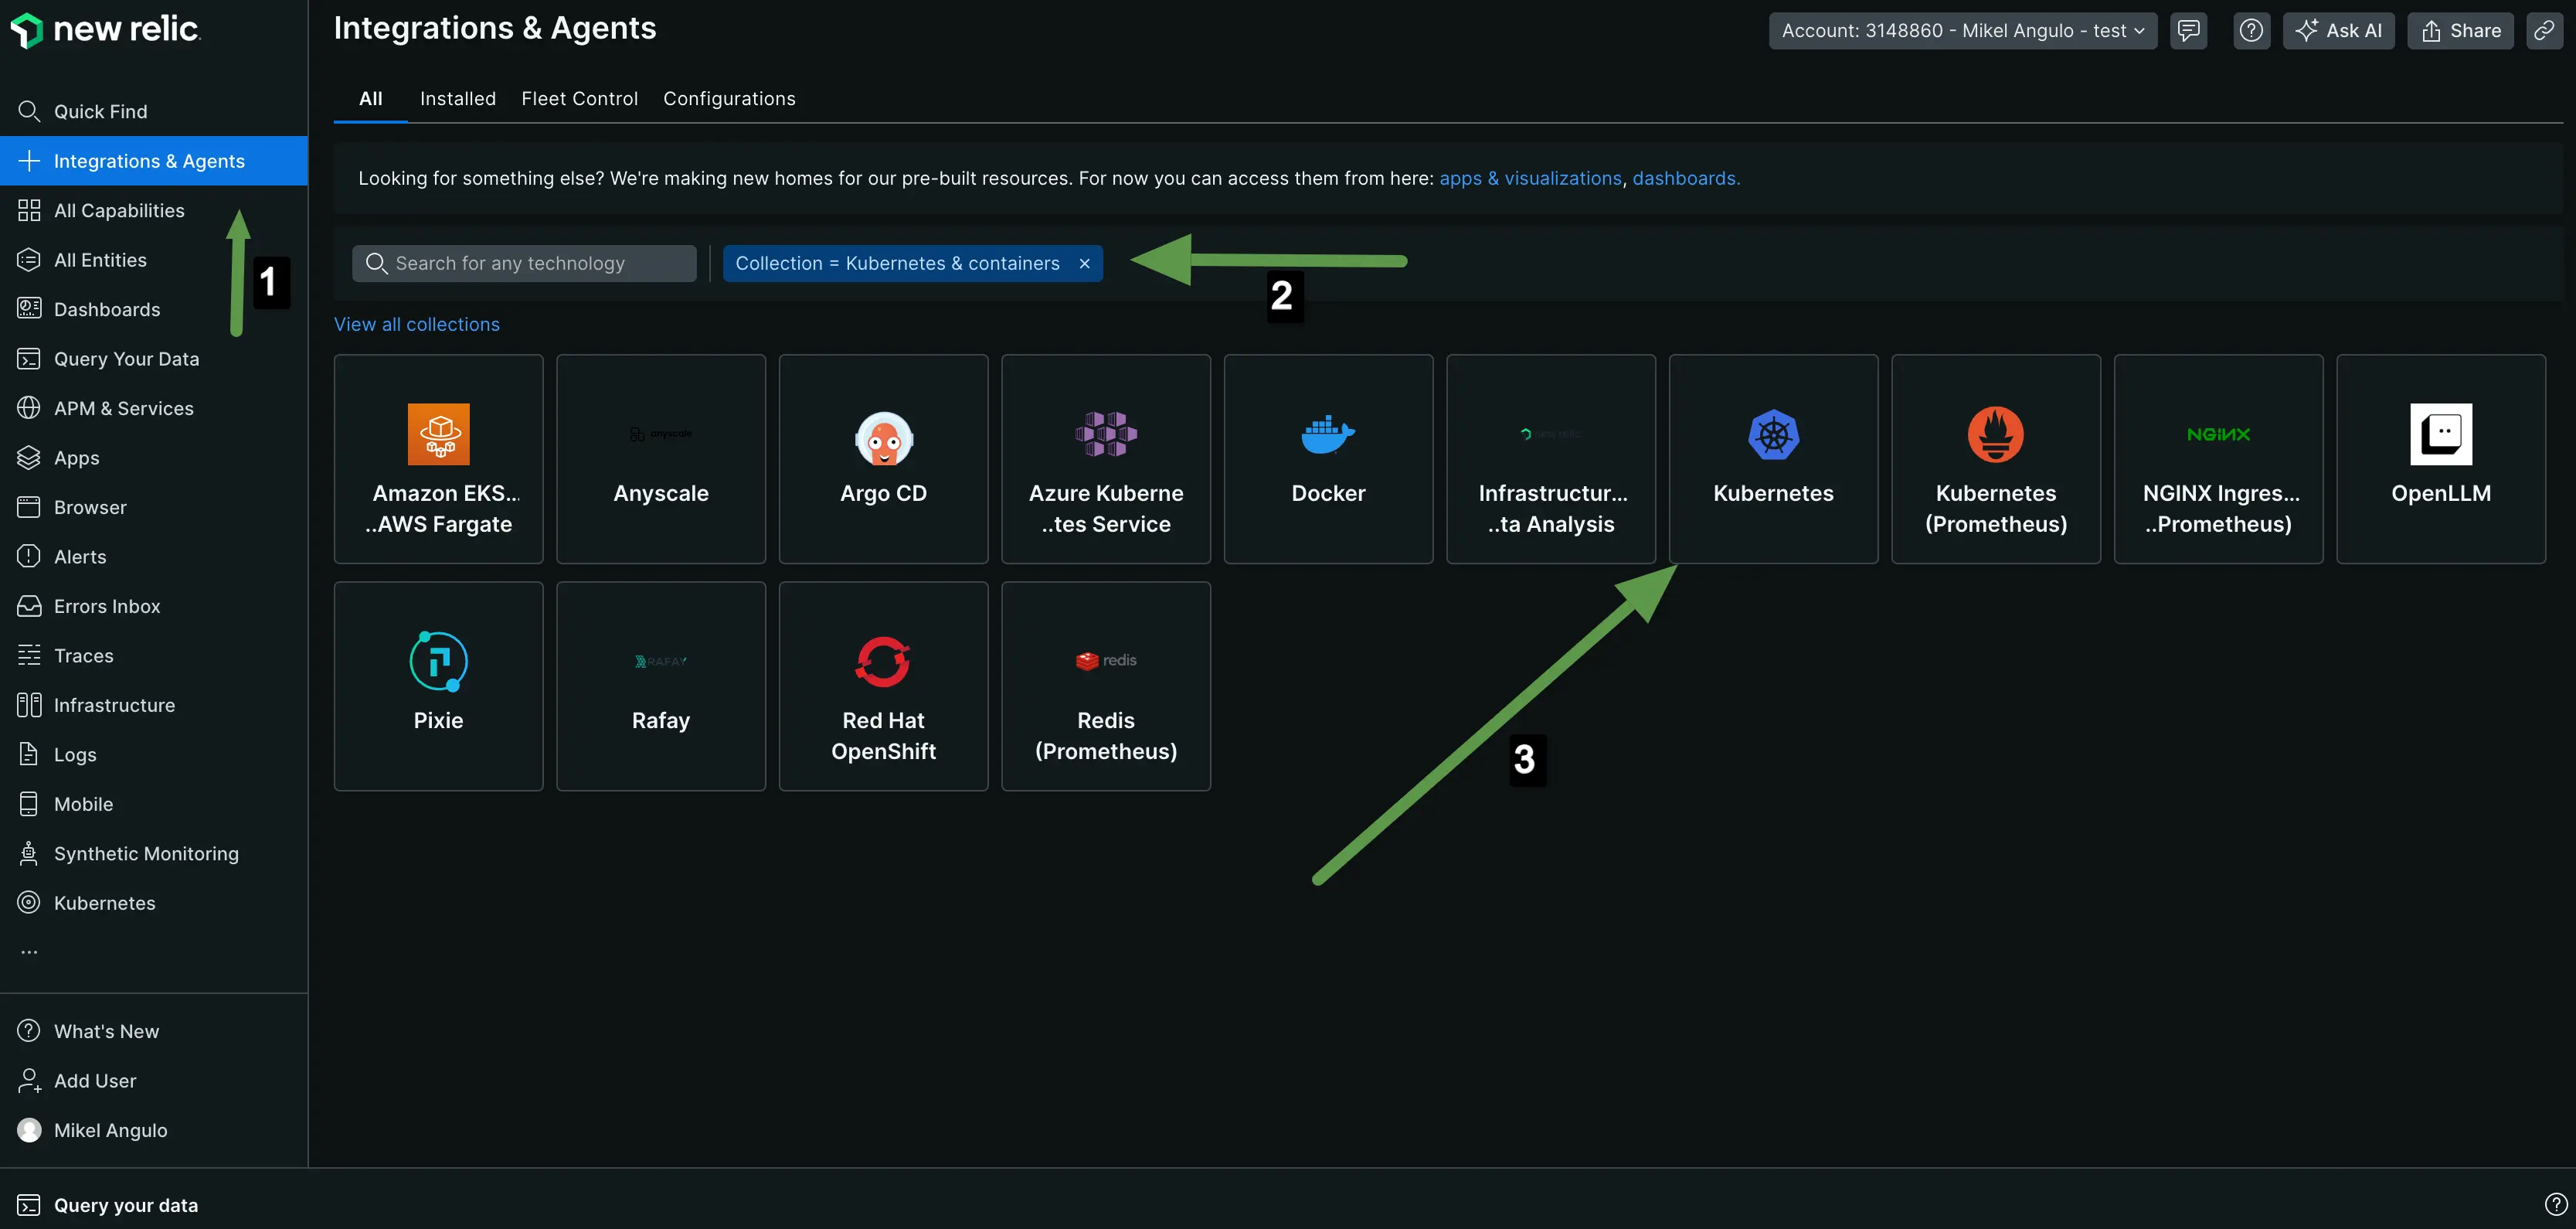 new relic.
Integrations & Agents
Account: 3148860 - Mikel Angulo - test
Ask AI
Share
Quick Find
Integrations & Agents
All Capabilities
All Entities
Dashboards
Query Your Data
APM & Services
Apps
Browser
Alerts
Errors Inbox
Traces
Infrastructure
Logs
Mobile
Synthetic Monitoring
Kubernetes
...
What's New
Add User
Mikel Angulo
Query your data
1
All
Installed
Fleet Control
Configurations
Looking for something else? We're making new homes for our pre-built resources. For now you can access them from here: apps & visualizations, dashboards.
Search for any technology
Collection = Kubernetes & containers ×
2
View all collections
Amazon EKS...
..AWS Fargate
anyscale
Anyscale
Argo CD
Azure Kuberne
..tes Service
Docker
new relic
Infrastructur...
..ta Analysis
Kubernetes
Kubernetes
(Prometheus)
NGINX
NGINX Ingres...
..Prometheus)
OpenLLM
Pixie
RAFAY
Rafay
Red Hat
OpenShift
redis
Redis
(Prometheus)
3